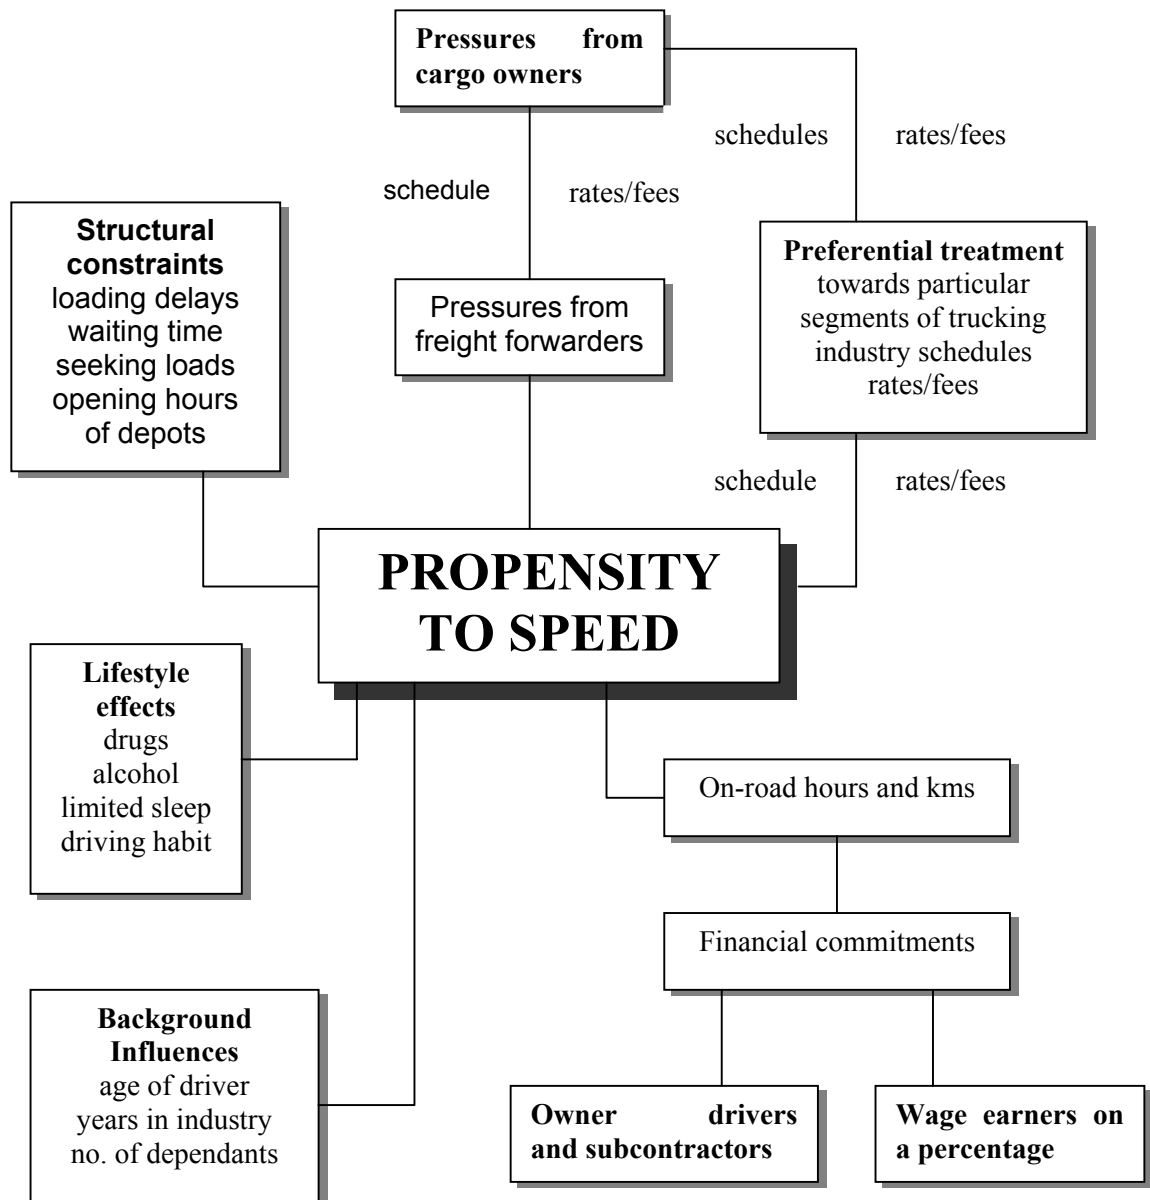 Pressures from
cargo owners
schedules rates/fees
schedule rates/fees
Structural
constraints
loading delays
waiting time
seeking loads
opening hours
of depots
Pressures from
freight forwarders
Preferential treatment
towards particular
segments of trucking
industry schedules
rates/fees
schedule rates/fees
PROPENSITY
TO SPEED
Lifestyle
effects
drugs
alcohol
limited sleep
driving habit
On-road hours and kms
Financial commitments
Background
Influences
age of driver
years in industry
no. of dependants
Owner drivers
and subcontractors
Wage earners on
a percentage